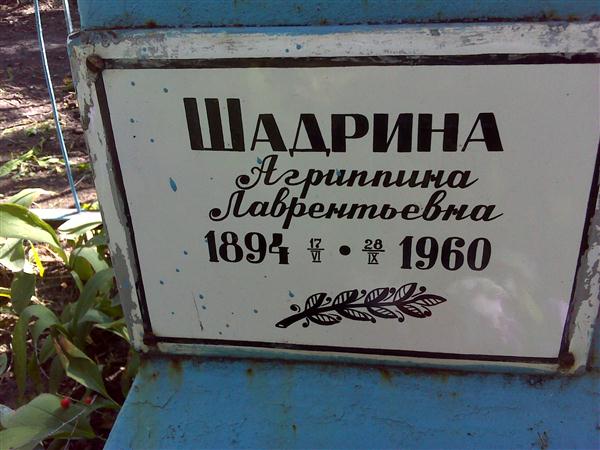 ШАДРИНА
Агриппина
Лаврентьевна
1894 17/VI • 28/IX 1960